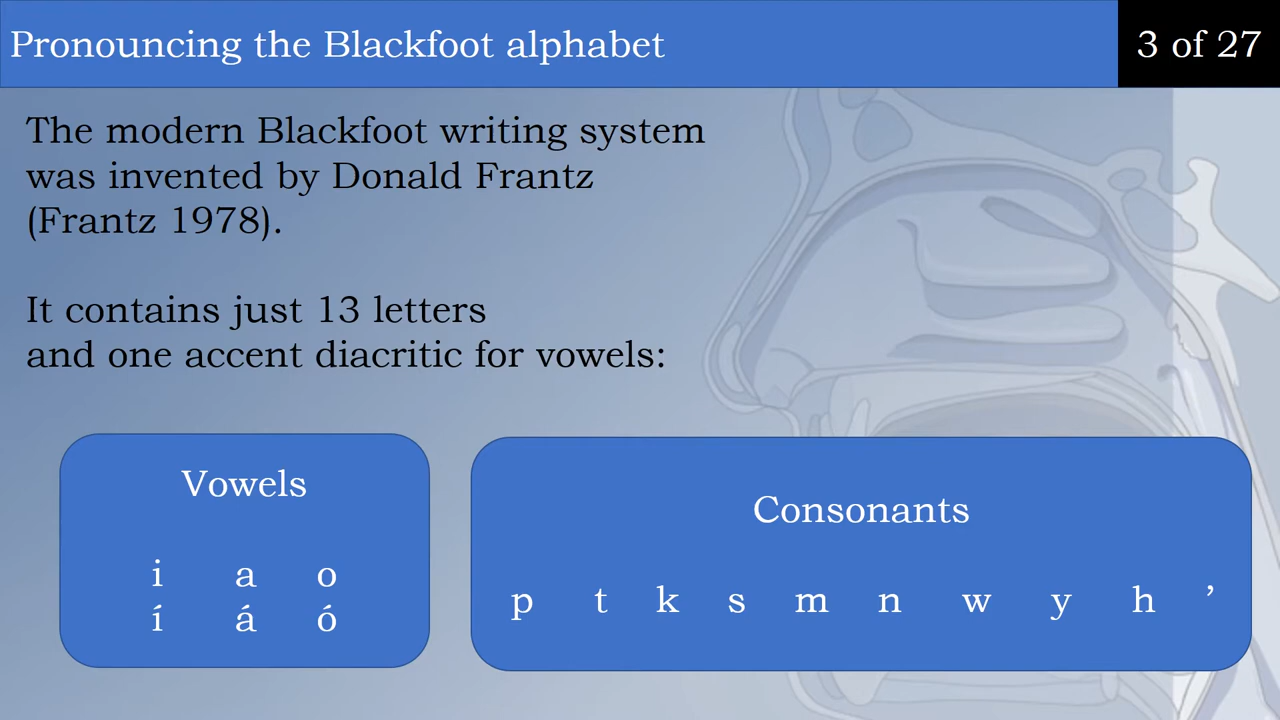 Pronouncing the Blackfoot alphabet
3 of 27
The modern Blackfoot writing system
was invented by Donald Frantz
(Frantz 1978).
It contains just 13 letters
and one accent diacritic for vowels:
Vowels
i a o
í á ó
Consonants
p t k s m n w y h ’